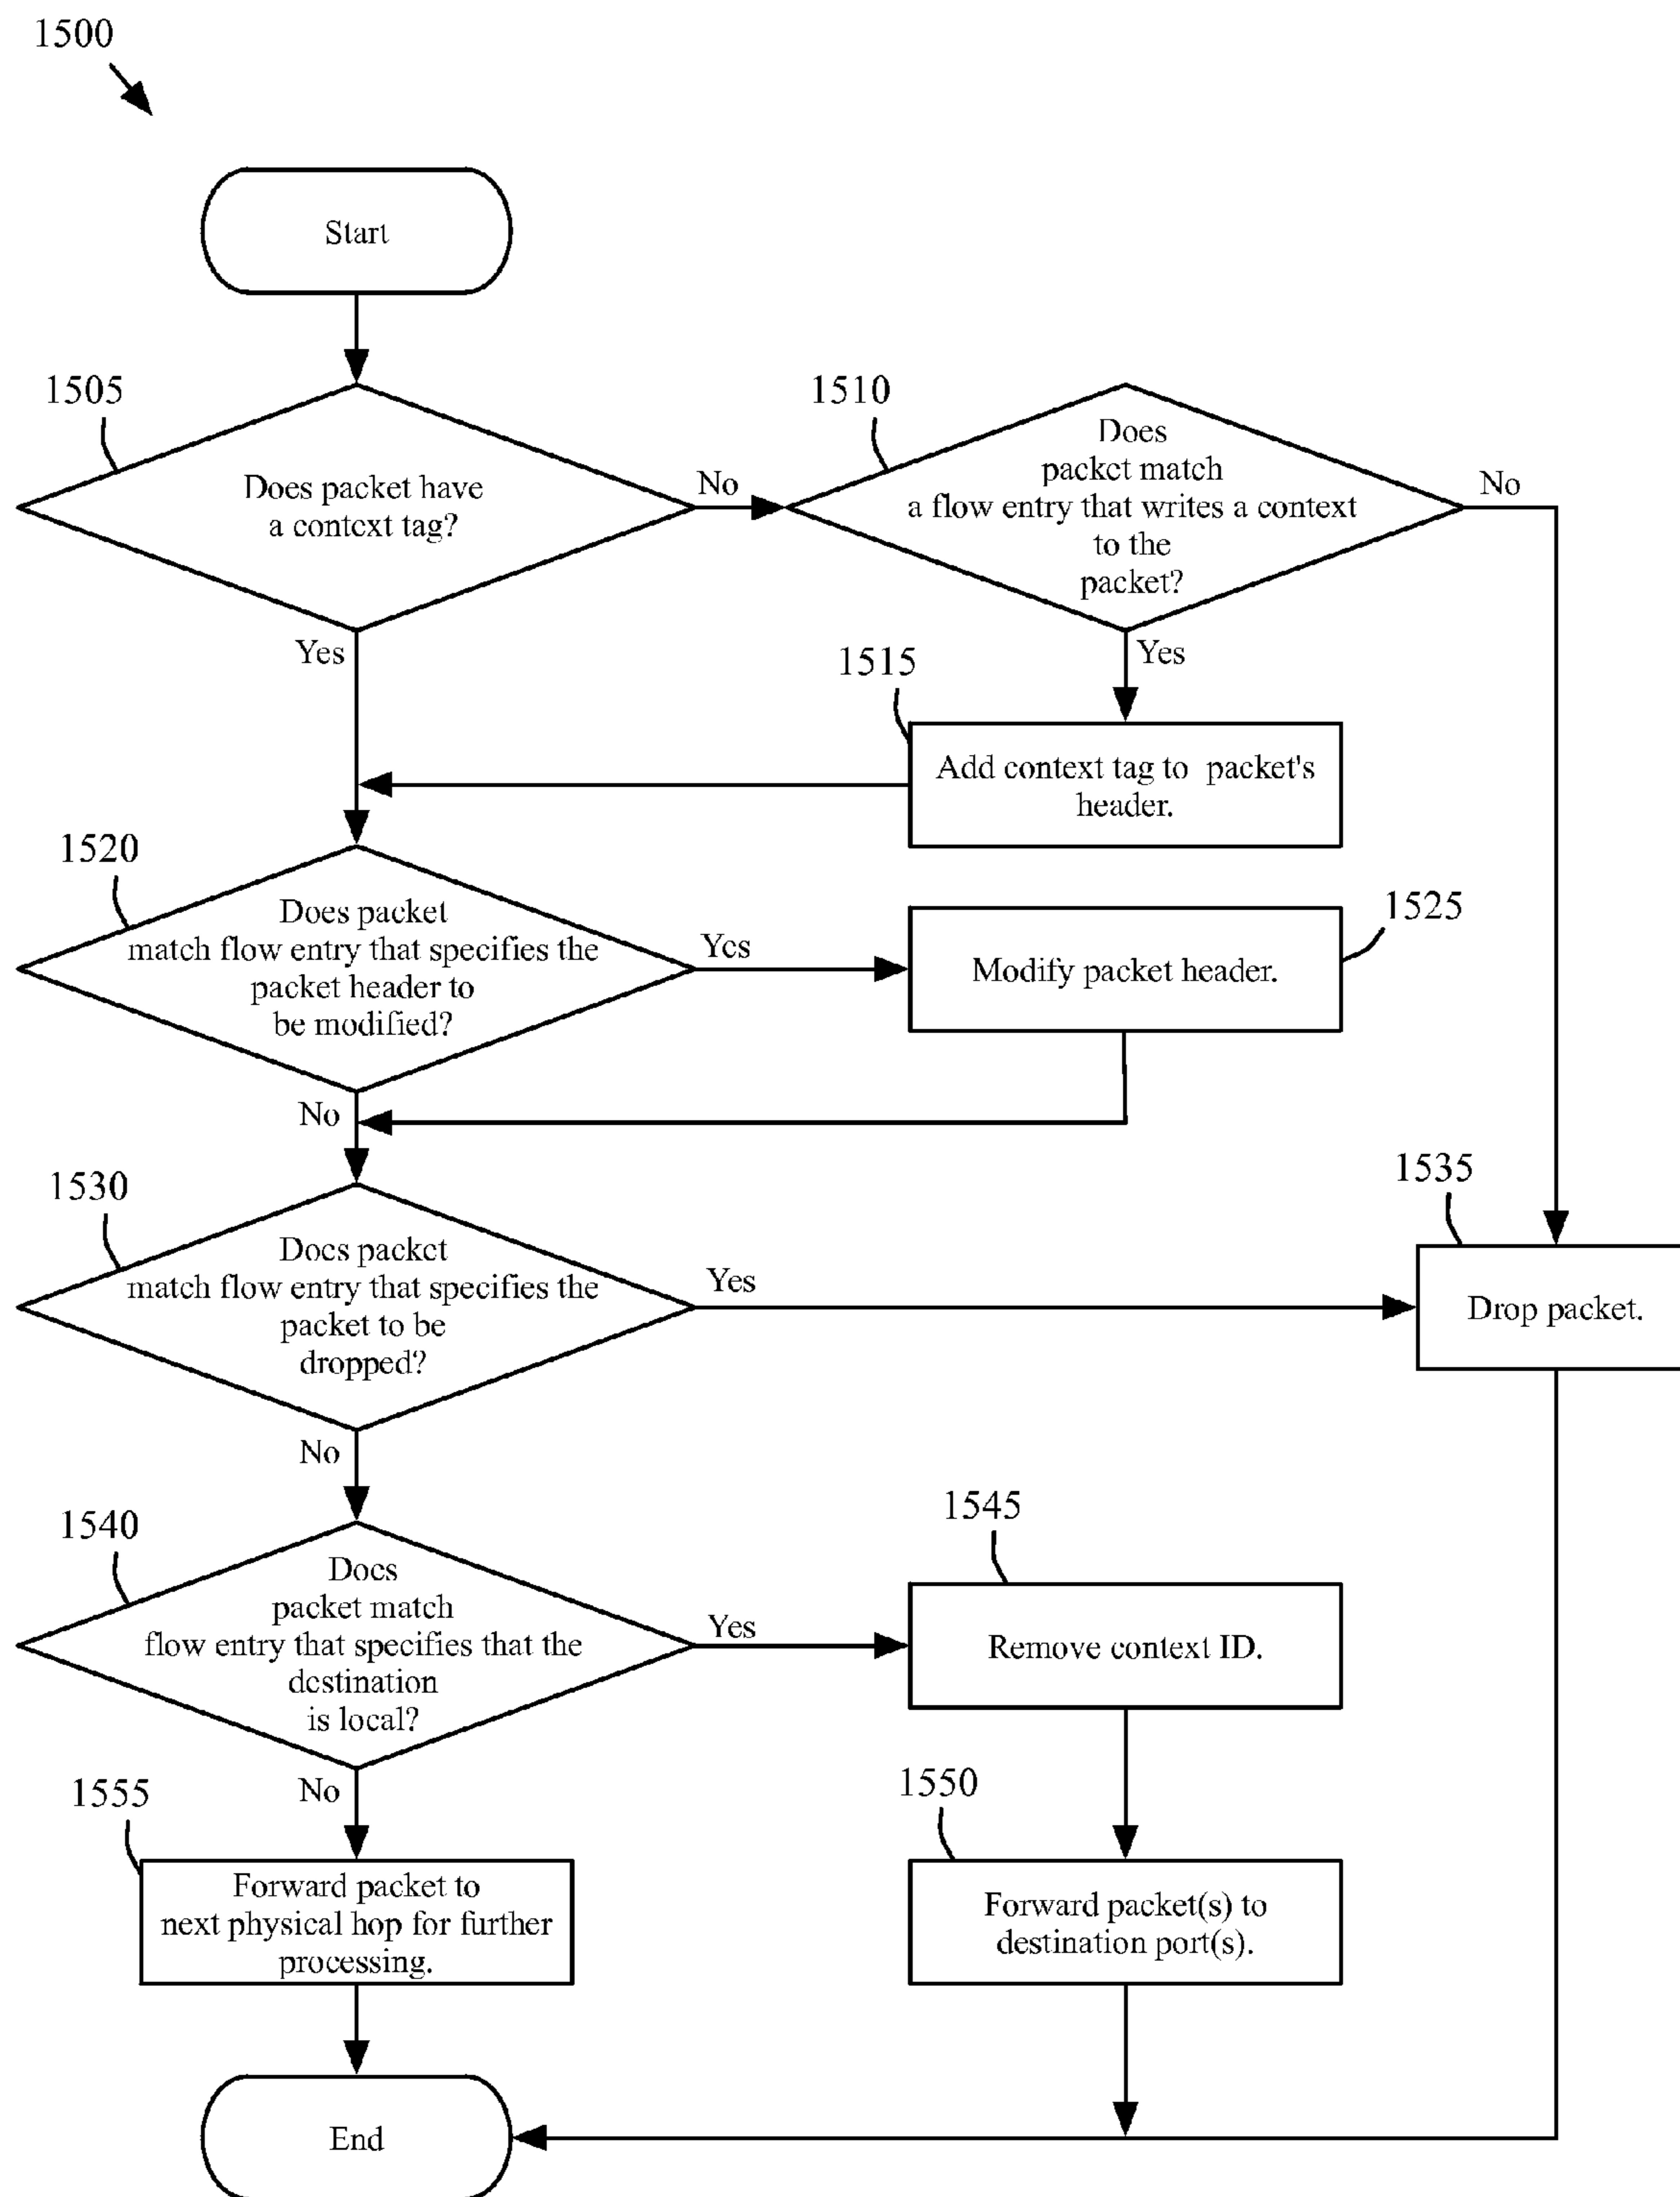 1500
Start
1505
Does packet have
a context tag?
No
1510
Does
packet match
a flow entry that writes a context
to the
packet?
No
Yes
Yes
1515
Add context tag to packet's
header.
1520
Does packet
match flow entry that specifies the
packet header to
be modified?
Yes
1525
Modify packet header.
No
1530
Does packet
match flow entry that specifies the
packet to be
dropped?
Yes
1535
Drop packet.
No
1540
Does
packet match
flow entry that specifies that the
destination
is local?
Yes
1545
Remove context ID.
No
1555
Forward packet to
next physical hop for further
processing.
1550
Forward packet(s) to
destination port(s).
End